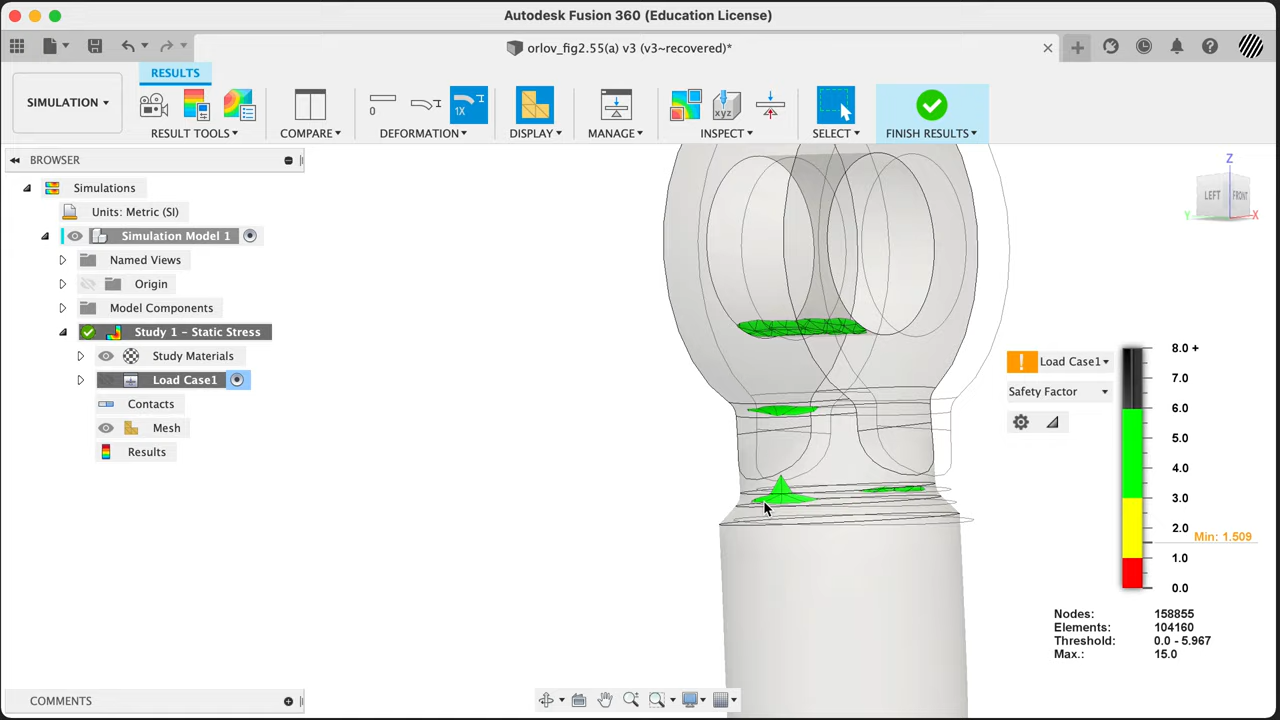 Autodesk Fusion 360 (Education License)
orlov_fig2.55(a) v3 (v3~recovered)*
RESULTS
SIMULATION
0
1X
xyz
RESULT TOOLS
COMPARE
DEFORMATION
DISPLAY
MANAGE
INSPECT
SELECT
FINISH RESULTS
BROWSER
Simulations
Units: Metric (SI)
Simulation Model 1
Named Views
Origin
Model Components
Study 1 - Static Stress
Study Materials
Load Case1
Contacts
Mesh
Results
Z
LEFT
FRONT
Y
X
Load Case1
Safety Factor
8.0 +
7.0
6.0
5.0
4.0
3.0
2.0
Min: 1.509
1.0
0.0
Nodes: 158855
Elements: 104160
Threshold: 0.0 - 5.967
Max.: 15.0
COMMENTS